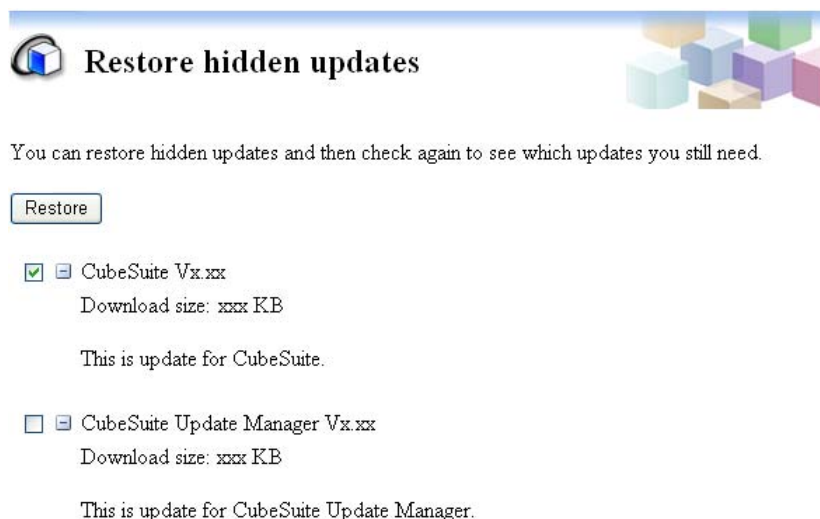 Restore hidden updates
You can restore hidden updates and then check again to see which updates you still need.
Restore
CubeSuite Vx.xx
Download size: xxx KB
This is update for CubeSuite.
CubeSuite Update Manager Vx.xx
Download size: xxx KB
This is update for CubeSuite Update Manager.